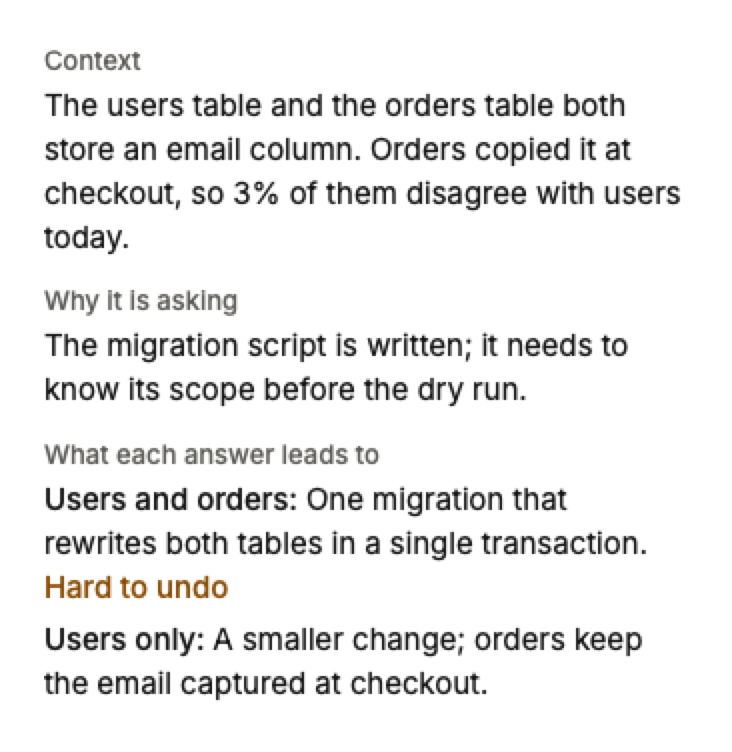 Context
The users table and the orders table both
store an email column. Orders copied it at
checkout, so 3% of them disagree with users
today.
Why it is asking
The migration script is written; it needs to
know its scope before the dry run.
What each answer leads to
Users and orders: One migration that
rewrites both tables in a single transaction.
Hard to undo
Users only: A smaller change; orders keep
the email captured at checkout.